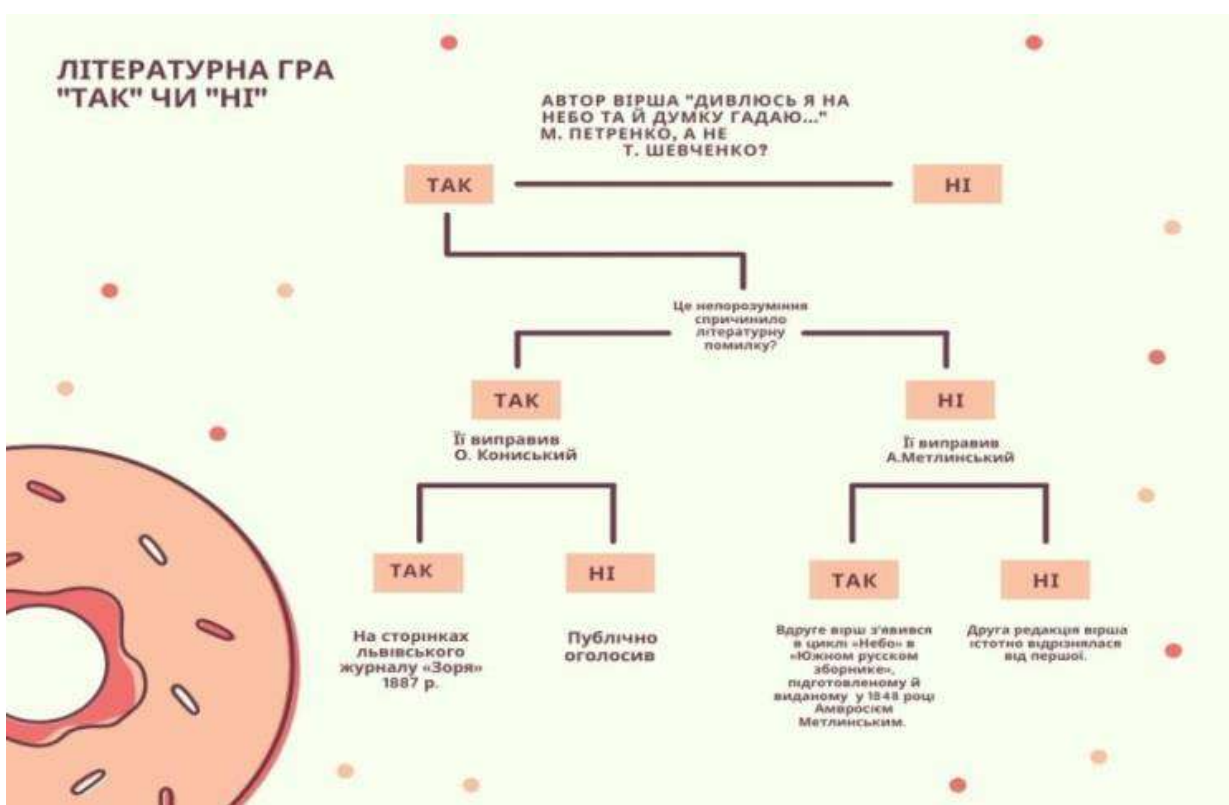 ЛІТЕРАТУРНА ГРА
"ТАК" ЧИ "НІ"
АВТОР ВІРША "ДИВЛЮСЬ Я НА
НЕБО ТА Й ДУМКУ ГАДАЮ..."
М. ПЕТРЕНКО, А НЕ
Т. ШЕВЧЕНКО?
ТАК
НІ
Це непорозуміння
спричинило
літературну
помилку?
ТАК
НІ
Її виправив
О. Кониський
Її виправив
А.Метлинський
ТАК
НІ
ТАК
НІ
На сторінках
львівського
журналу «Зоря»
1887 р.
Публічно
оголосив
Вдруге вірш з'явився
в циклі «Небо» в
«Южном русском
зборнике»,
підготовленому й
виданому у 1848 році
Амвросієм
Метлинським.
Друга редакція вірша
істотно відрізнялася
від першої.